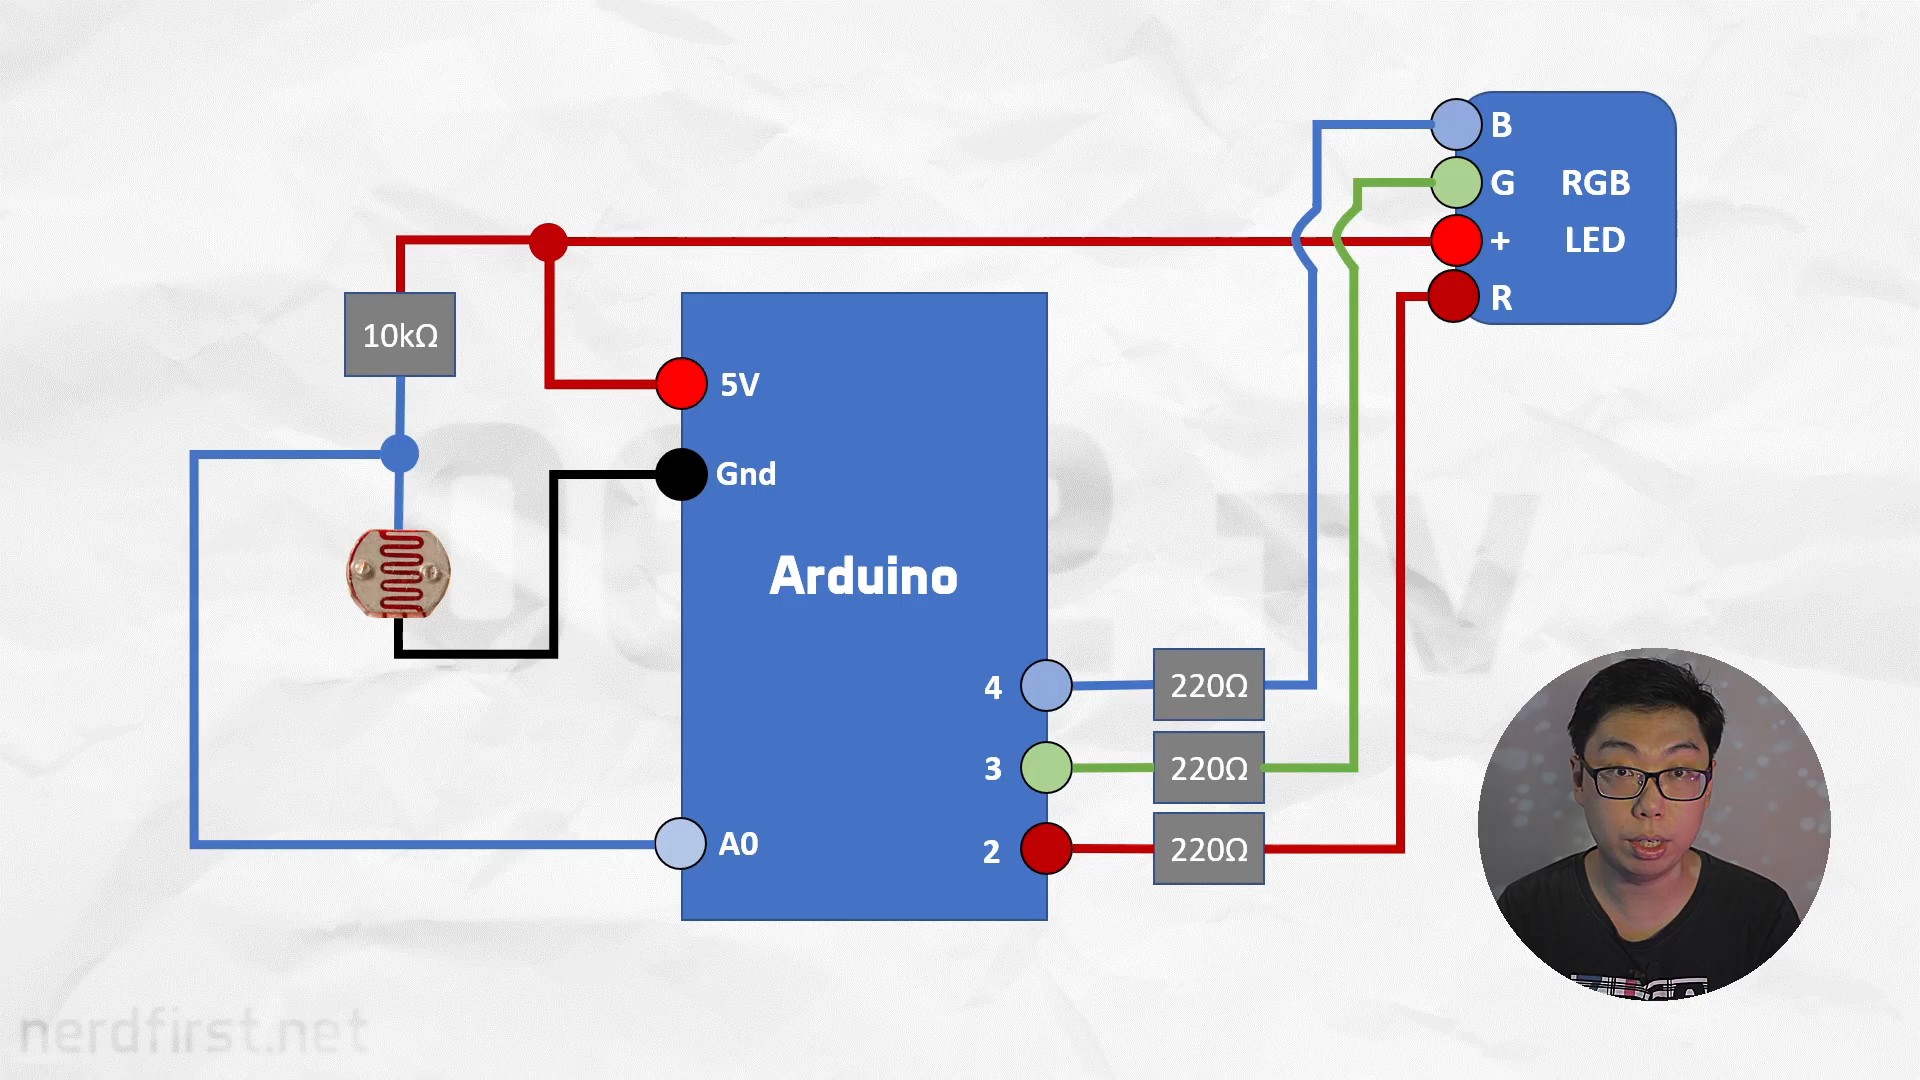 B
G RGB
+ LED
R
10kΩ
5V
Gnd
Arduino
4 220Ω
3 220Ω
A0
2 220Ω
nerdfirst.net